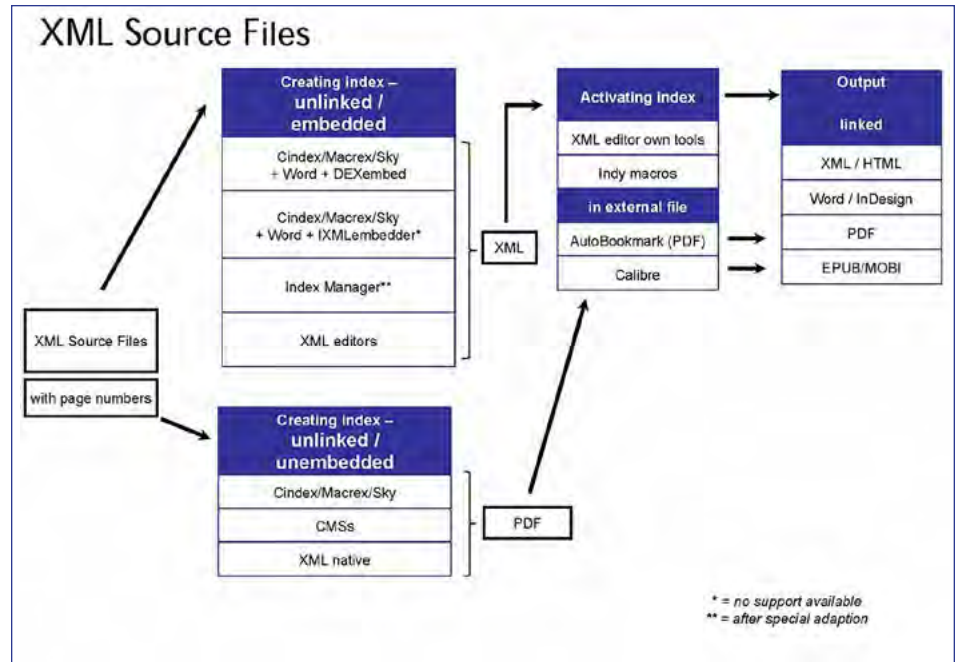 XML Source Files
Creating index –
unlinked /
embedded
Cindex/Macrex/Sky
+ Word + DEXembed
Cindex/Macrex/Sky
+ Word + IXMLembedder*
Index Manager**
XML editors
XML
Activating index
XML editor own tools
Indy macros
in external file
AutoBookmark (PDF)
Calibre
Output
linked
XML / HTML
Word / InDesign
PDF
EPUB/MOBI
XML Source Files
with page numbers
Creating index –
unlinked /
unembedded
Cindex/Macrex/Sky
CMSs
XML native
PDF
* = no support available
** = after special adaption